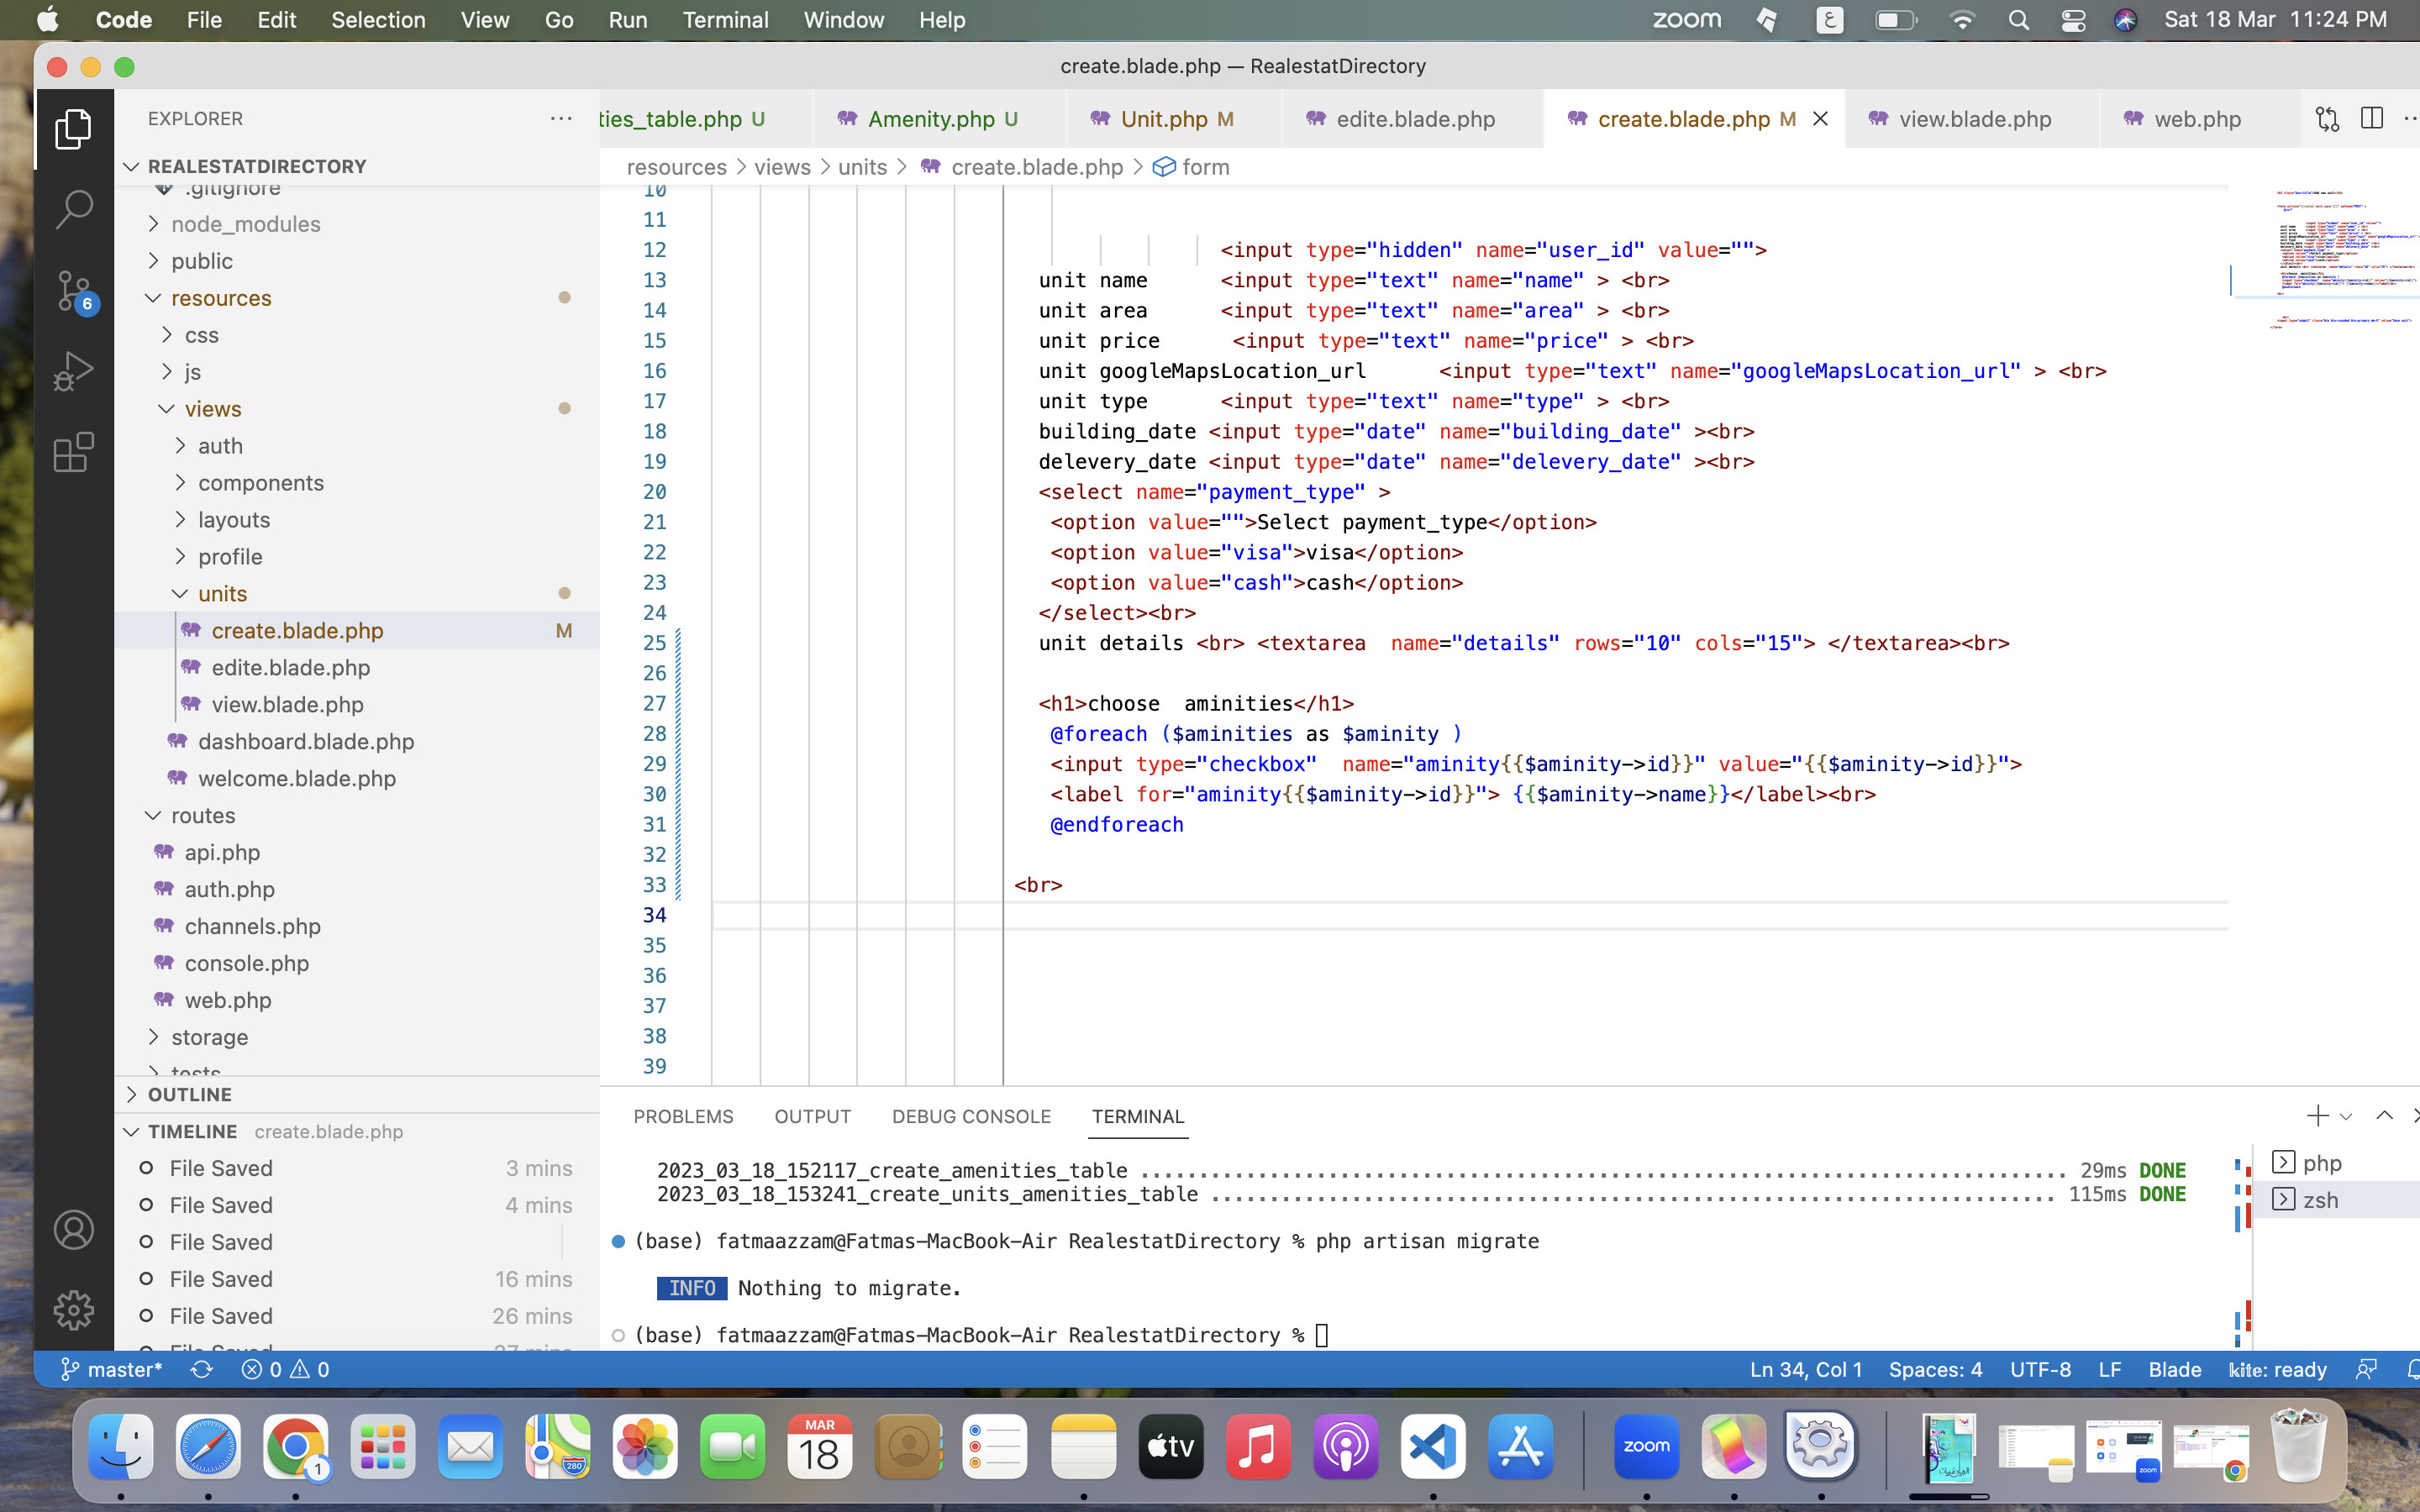 Code File Edit Selection View Go Run Terminal Window Help zoom ع Sat 18 Mar 11:24 PM
create.blade.php — RealestatDirectory
EXPLORER
ties_table.php U Amenity.php U Unit.php M edite.blade.php create.blade.php M view.blade.php web.php
REALESTATDIRECTORY
resources > views > units > create.blade.php > form
.gitignore
node_modules
public
resources
css
js
views
auth
components
layouts
profile
units
create.blade.php M
edite.blade.php
view.blade.php
dashboard.blade.php
welcome.blade.php
routes
api.php
auth.php
channels.php
console.php
web.php
storage
tests
OUTLINE
TIMELINE create.blade.php
File Saved 3 mins
File Saved 4 mins
File Saved
File Saved 16 mins
File Saved 26 mins
File Saved 27 mins
6
10
11
12 <input type="hidden" name="user_id" value="">
13 unit name <input type="text" name="name" > <br>
14 unit area <input type="text" name="area" > <br>
15 unit price <input type="text" name="price" > <br>
16 unit googleMapsLocation_url <input type="text" name="googleMapsLocation_url" > <br>
17 unit type <input type="text" name="type" > <br>
18 building_date <input type="date" name="building_date" ><br>
19 delevery_date <input type="date" name="delevery_date" ><br>
20 <select name="payment_type" >
21 <option value="">Select payment_type</option>
22 <option value="visa">visa</option>
23 <option value="cash">cash</option>
24 </select><br>
25 unit details <br> <textarea  name="details" rows="10" cols="15"> </textarea><br>
26
27 <h1>choose  aminities</h1>
28 @foreach ($aminities as $aminity )
29 <input type="checkbox"  name="aminity{{$aminity->id}}" value="{{$aminity->id}}">
30 <label for="aminity{{$aminity->id}}"> {{$aminity->name}}</label><br>
31 @endforeach
32
33 <br>
34
35
36
37
38
39
PROBLEMS OUTPUT DEBUG CONSOLE TERMINAL
2023_03_18_152117_create_amenities_table ........ 29ms DONE
2023_03_18_153241_create_units_amenities_table ........ 115ms DONE
(base) fatmaazzam@Fatmas-MacBook-Air RealestatDirectory % php artisan migrate
INFO Nothing to migrate.
(base) fatmaazzam@Fatmas-MacBook-Air RealestatDirectory %
php
zsh
master* 0 0 Ln 34, Col 1 Spaces: 4 UTF-8 LF Blade kite: ready
1 280 MAR 18 tv zoom zoom